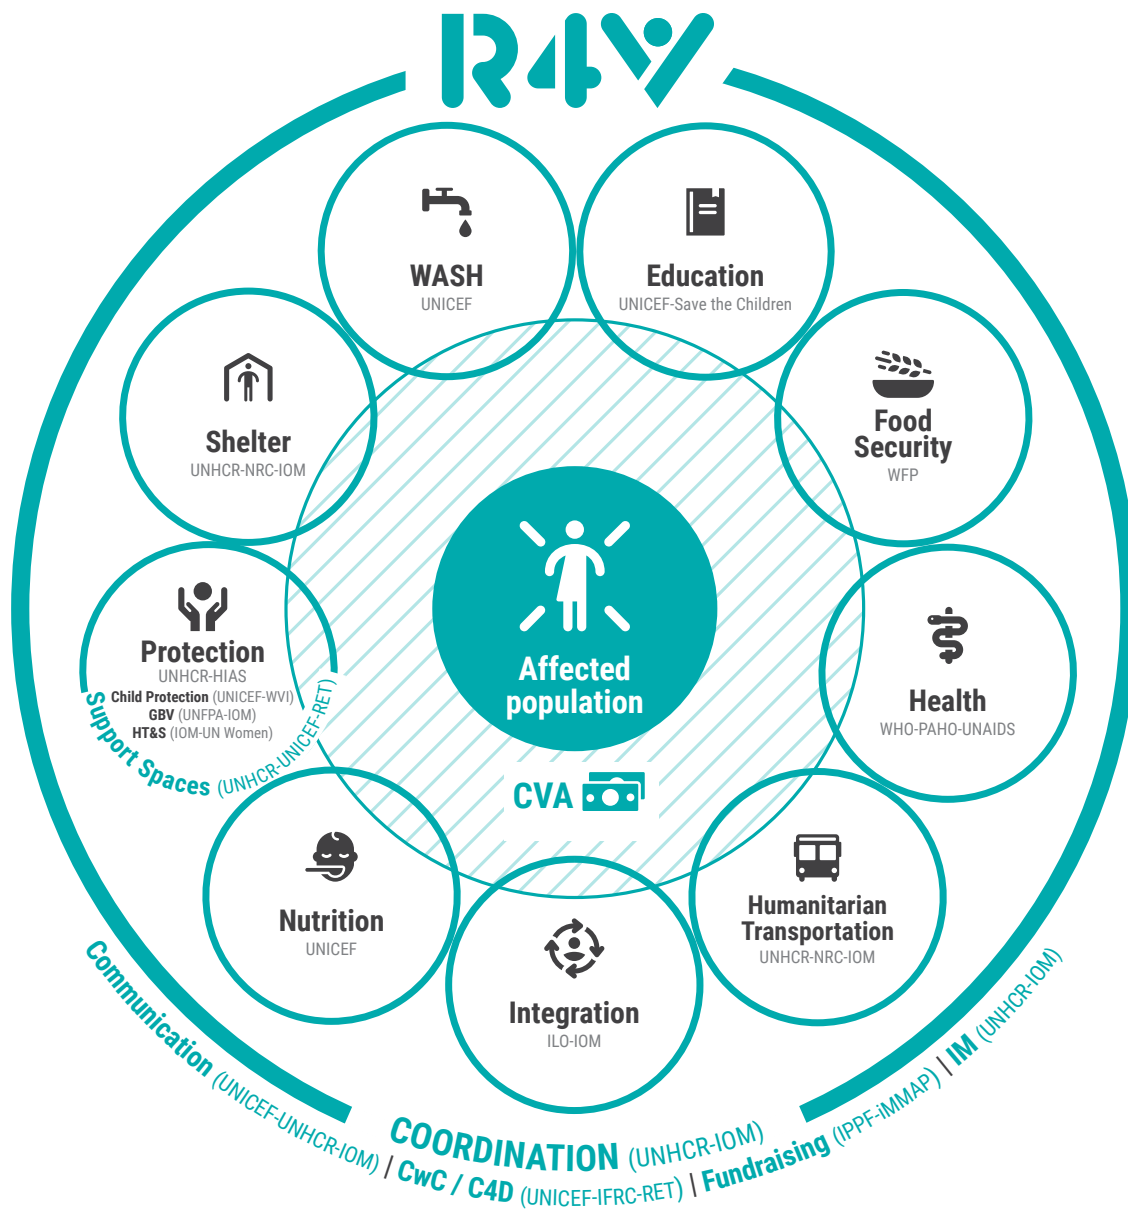 R4V
WASH
UNICEF
Education
UNICEF-Save the Children
Shelter
UNHCR-NRC-IOM
Food
Security
WFP
Protection
UNHCR-HIAS
Child Protection (UNICEF-WVI)
GBV (UNFPA-IOM)
HT&S (IOM-UN Women)
Support Spaces (UNHCR-UNICEF-RET)
Affected
population
CVA
Health
WHO-PAHO-UNAIDS
Nutrition
UNICEF
Integration
ILO-IOM
Humanitarian
Transportation
UNHCR-NRC-IOM
COORDINATION (UNHCR-IOM)
Communication (UNICEF-UNHCR-IOM) | CwC / C4D (UNICEF-IFRC-RET) | Fundraising (IPPF-iMMAP) | IM (UNHCR-IOM)